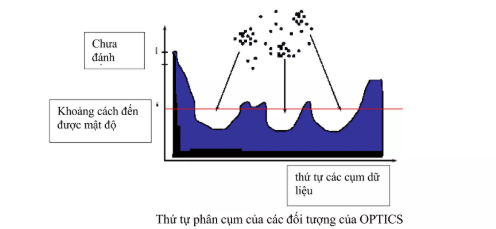 Chưa
đánh
Khoảng cách đến
được mật độ
thứ tự các cụm dữ
liệu
Thứ tự phân cụm của các đối tượng của OPTICS